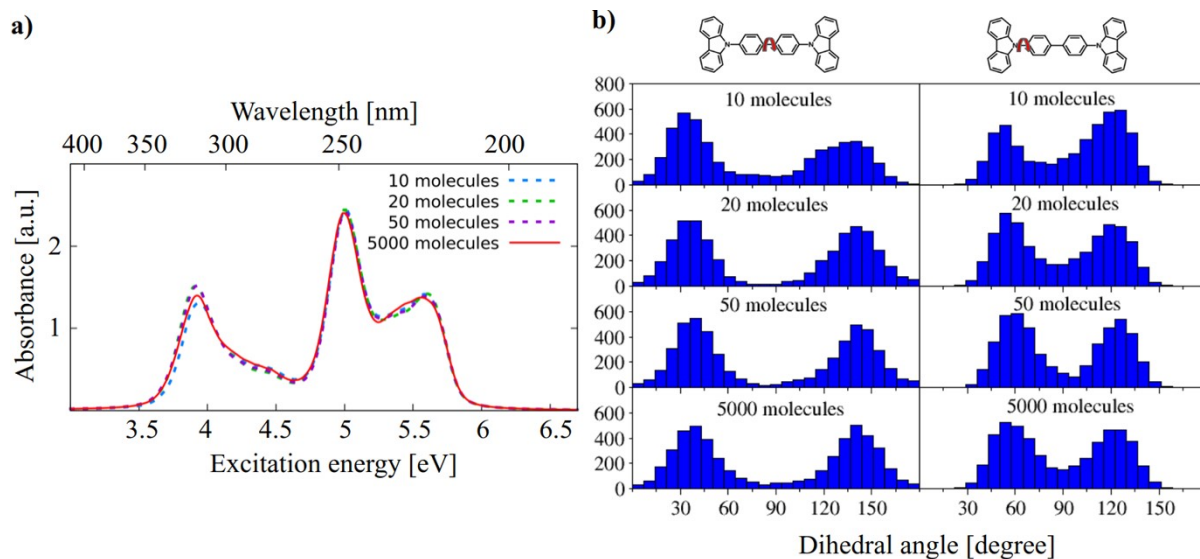 a)
Wavelength [nm]
400 350 300 250 200
10 molecules
20 molecules
50 molecules
5000 molecules
Absorbance [a.u.]
2
1
3.5 4 4.5 5 5.5 6 6.5
Excitation energy [eV]
b)
N N N N
800
600
400
200
0
600
400
200
0
600
400
200
0
600
400
200
0
10 molecules 10 molecules
20 molecules 20 molecules
50 molecules 50 molecules
5000 molecules 5000 molecules
30 60 90 120 150 30 60 90 120 150
Dihedral angle [degree]